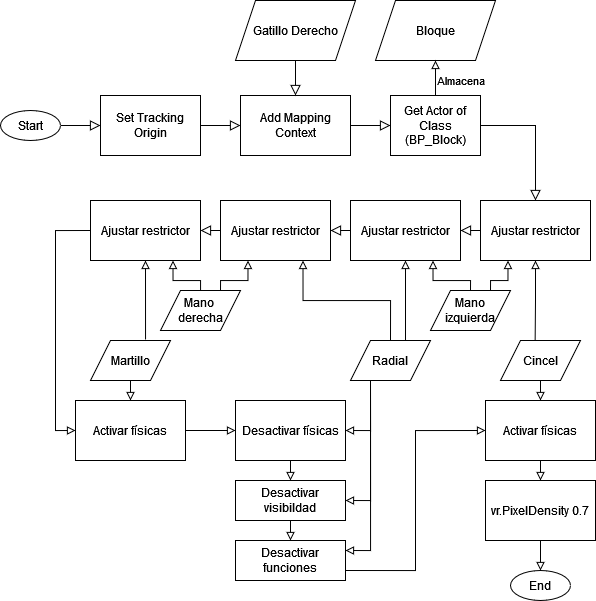 Gatillo Derecho
Bloque
Almacena
Start
Set Tracking
Origin
Add Mapping
Context
Get Actor of
Class
(BP_Block)
Ajustar restrictor
Ajustar restrictor
Ajustar restrictor
Ajustar restrictor
Mano
derecha
Mano
izquierda
Martillo
Radial
Cincel
Activar físicas
Desactivar físicas
Activar físicas
Desactivar
visibildad
vr.PixelDensity 0.7
Desactivar
funciones
End